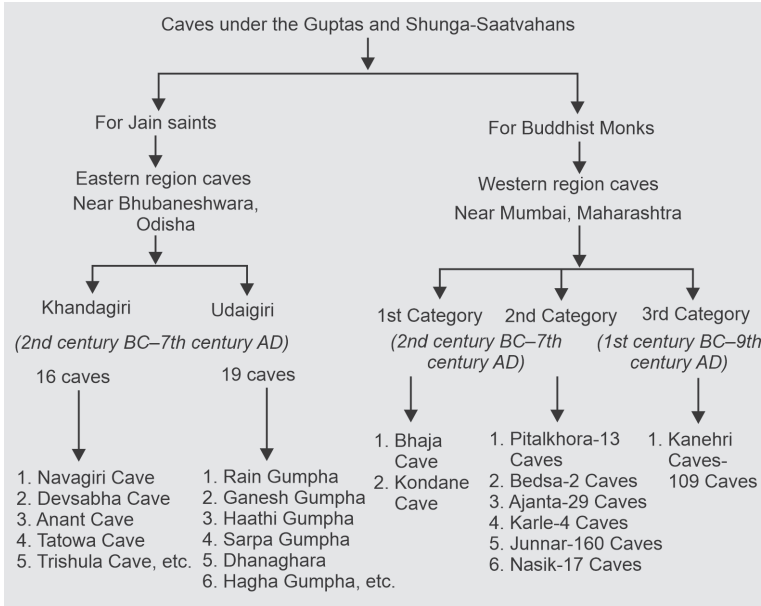 Caves under the Guptas and Shunga-Saatvahans
For Jain saints
Eastern region caves
Near Bhubaneshwara,
Odisha
Khandagiri
Udaigiri
(2nd century BC–7th century AD)
16 caves
19 caves
1. Navagiri Cave
2. Devsabha Cave
3. Anant Cave
4. Tatowa Cave
5. Trishula Cave, etc.
1. Rain Gumpha
2. Ganesh Gumpha
3. Haathi Gumpha
4. Sarpa Gumpha
5. Dhanaghara
6. Hagha Gumpha, etc.
For Buddhist Monks
Western region caves
Near Mumbai, Maharashtra
1st Category
2nd Category
3rd Category
(2nd century BC–7th
century AD)
(1st century BC–9th
century AD)
1. Bhaja
Cave
2. Kondane
Cave
1. Pitalkhora-13
Caves
2. Bedsa-2 Caves
3. Ajanta-29 Caves
4. Karle-4 Caves
5. Junnar-160 Caves
6. Nasik-17 Caves
1. Kanehri
Caves-
109 Caves